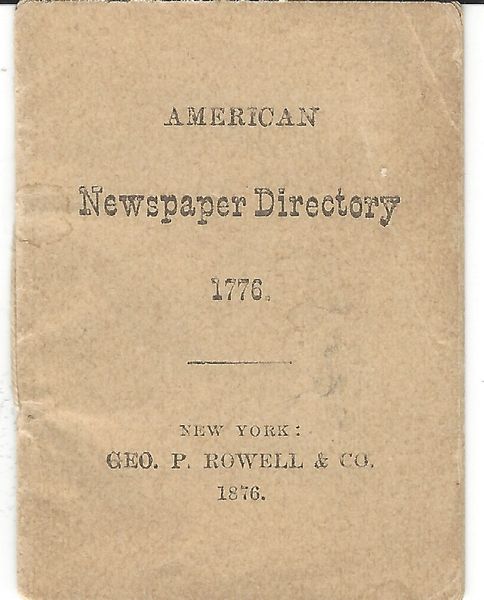 AMERICAN
Newspaper Directory
1776.
NEW YORK:
GEO. P. ROWELL & CO.
1876.